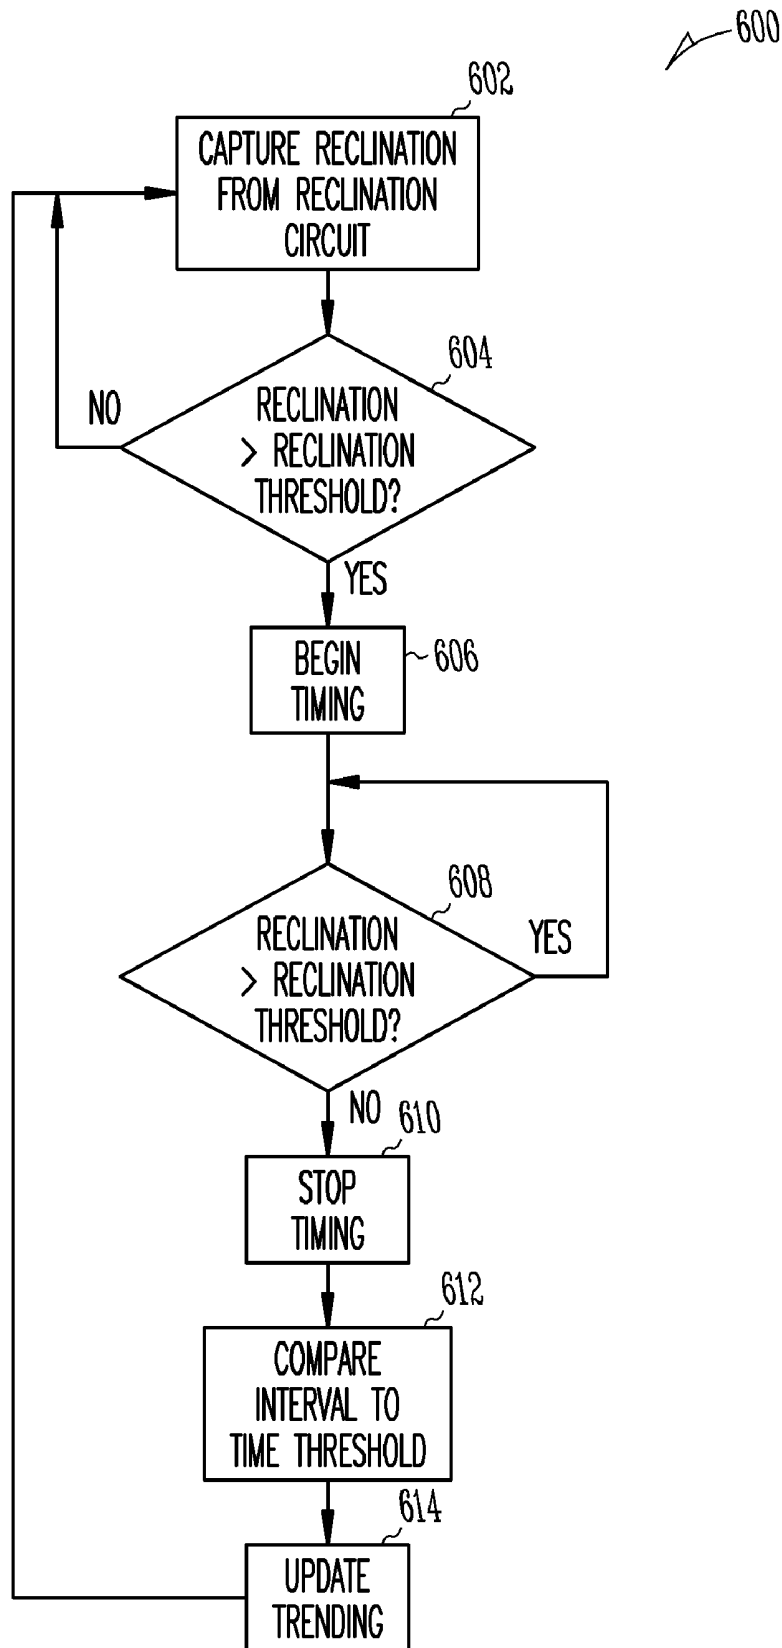 600
602
CAPTURE RECLINATION
FROM RECLINATION
CIRCUIT
604
RECLINATION
> RECLINATION
THRESHOLD?
NO
YES
BEGIN
TIMING
606
608
RECLINATION
> RECLINATION
THRESHOLD?
YES
NO
610
STOP
TIMING
612
COMPARE
INTERVAL TO
TIME THRESHOLD
614
UPDATE
TRENDING